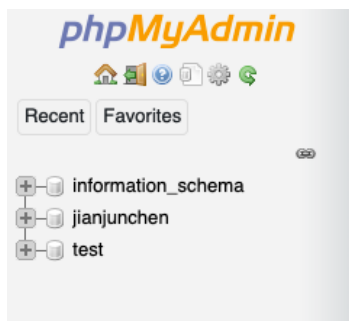 phpMyAdmin
Recent Favorites
information_schema
jianjunchen
test